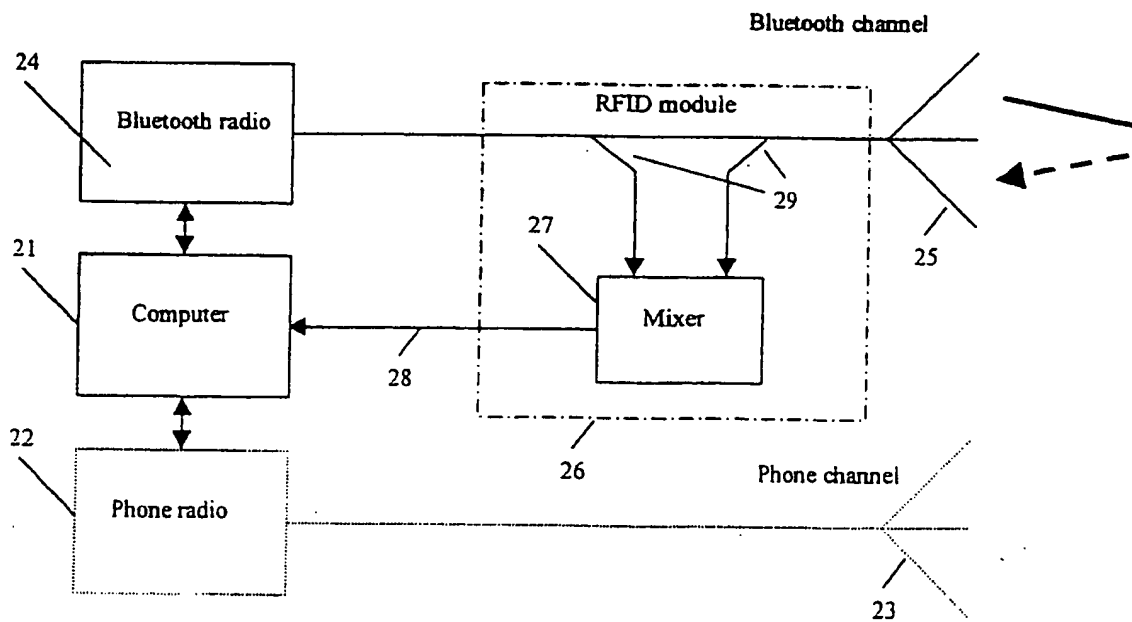 Bluetooth channel
24
Bluetooth radio
RFID module
29
25
21
27
Computer
Mixer
28
22
26
Phone channel
Phone radio
23